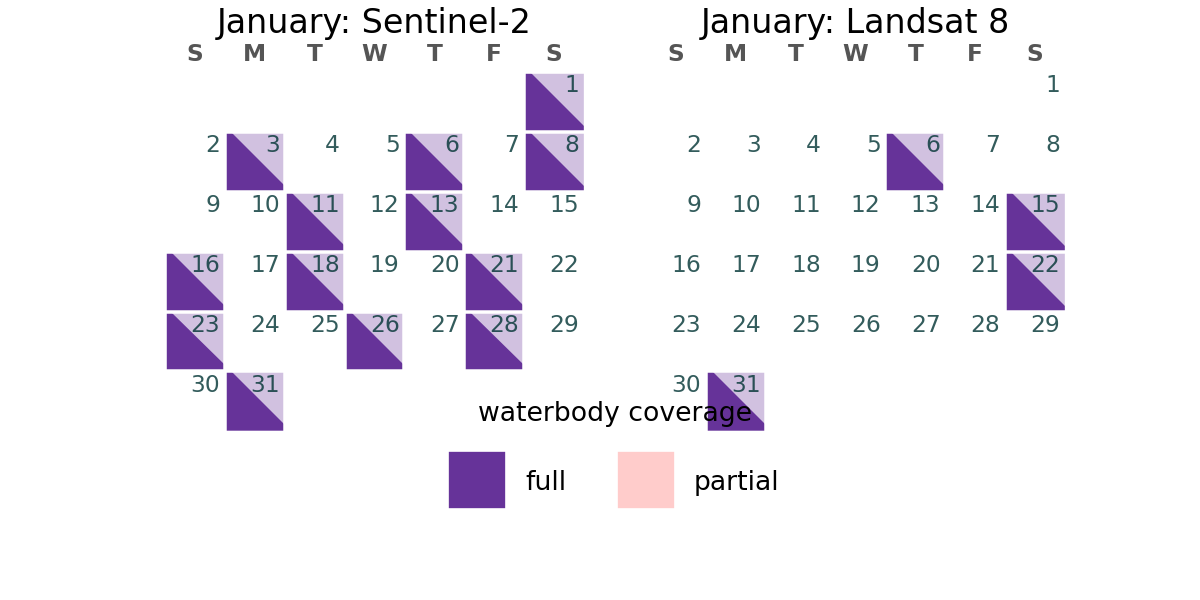 January: Sentinel-2
S M T W T F S
1
2 3 4 5 6 7 8
9 10 11 12 13 14 15
16 17 18 19 20 21 22
23 24 25 26 27 28 29
30 31
January: Landsat 8
S M T W T F S
1
2 3 4 5 6 7 8
9 10 11 12 13 14 15
16 17 18 19 20 21 22
23 24 25 26 27 28 29
30 31
waterbody coverage
full partial